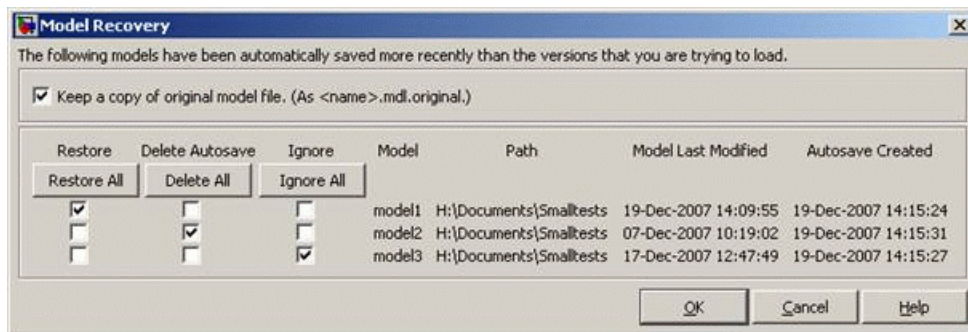 Model Recovery
The following models have been automatically saved more recently than the versions that you are trying to load.
Keep a copy of original model file. (As <name>.mdl.original.)
Restore Delete Autosave Ignore Model Path Model Last Modified Autosave Created
Restore All Delete All Ignore All
model1 H:\Documents\Smalltests 19-Dec-2007 14:09:55 19-Dec-2007 14:15:24
model2 H:\Documents\Smalltests 07-Dec-2007 10:19:02 19-Dec-2007 14:15:31
model3 H:\Documents\Smalltests 17-Dec-2007 12:47:49 19-Dec-2007 14:15:27
OK Cancel Help